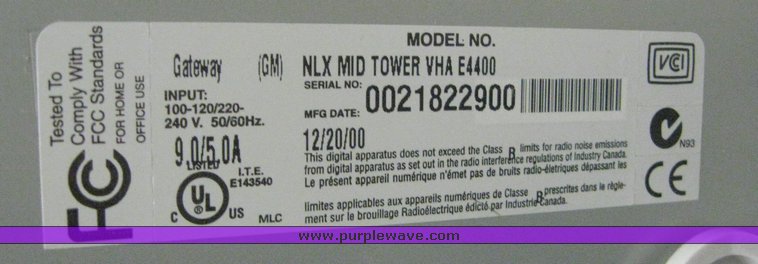 Tested To
Comply With
FCC Standards
FOR HOME OR
OFFICE USE
FC
Gateway (GM)
INPUT:
100-120/220-
240 V. 50/60Hz.
9.0/5.0A
LISTED
I.T.E.
E143540
C UL US
MLC
MODEL NO.
NLX MID TOWER VHA E4400
SERIAL NO:
0021822900
MFG DATE:
12/20/00
This digital apparatus does not exceed the Class B limits for radio noise emissions
from digital apparatus as set out in the radio interference regulations of Industry Canada.
Le présent appareil numérique n'émet pas de bruits radio-életriques dépassant les
limites applicables aux appareils numériques de Classe B prescrites dans le règle-
ment sur le brouillage Radioélectrique édicté par Industrie Canada.
VCI
N93
CE
www.purplewave.com